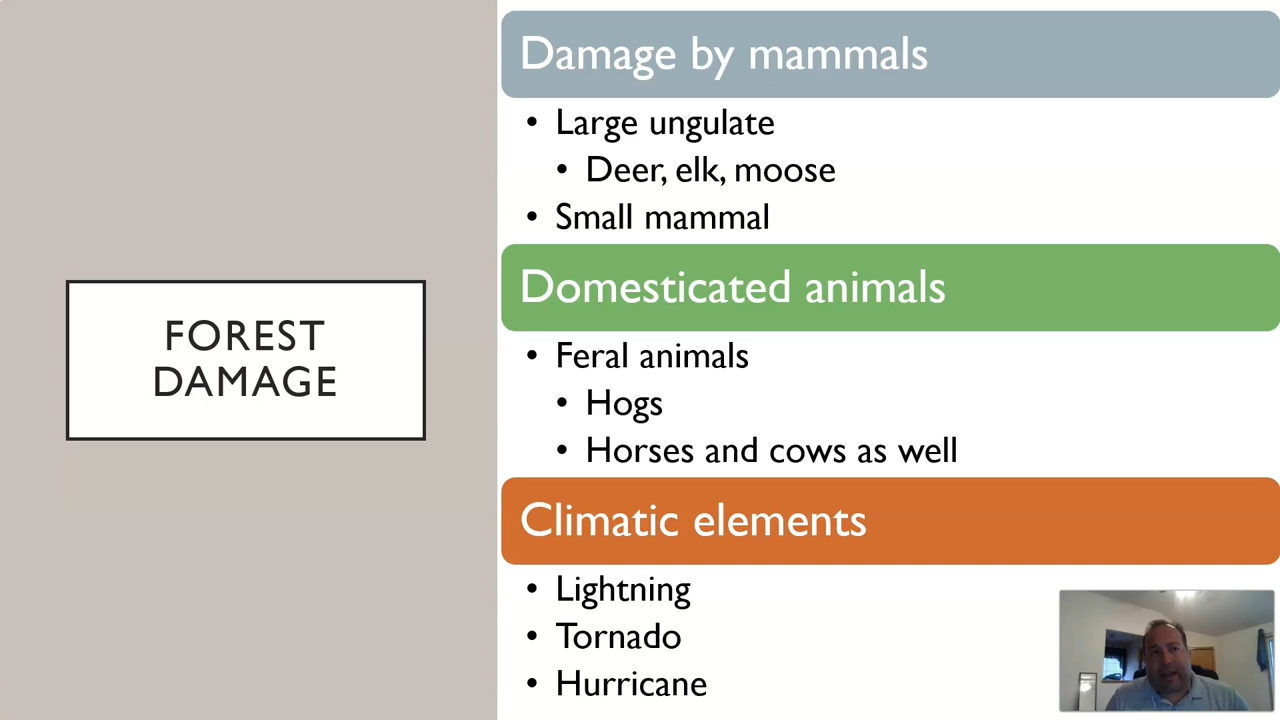 FOREST
DAMAGE
Damage by mammals
• Large ungulate
• Deer, elk, moose
• Small mammal
Domesticated animals
• Feral animals
• Hogs
• Horses and cows as well
Climatic elements
• Lightning
• Tornado
• Hurricane